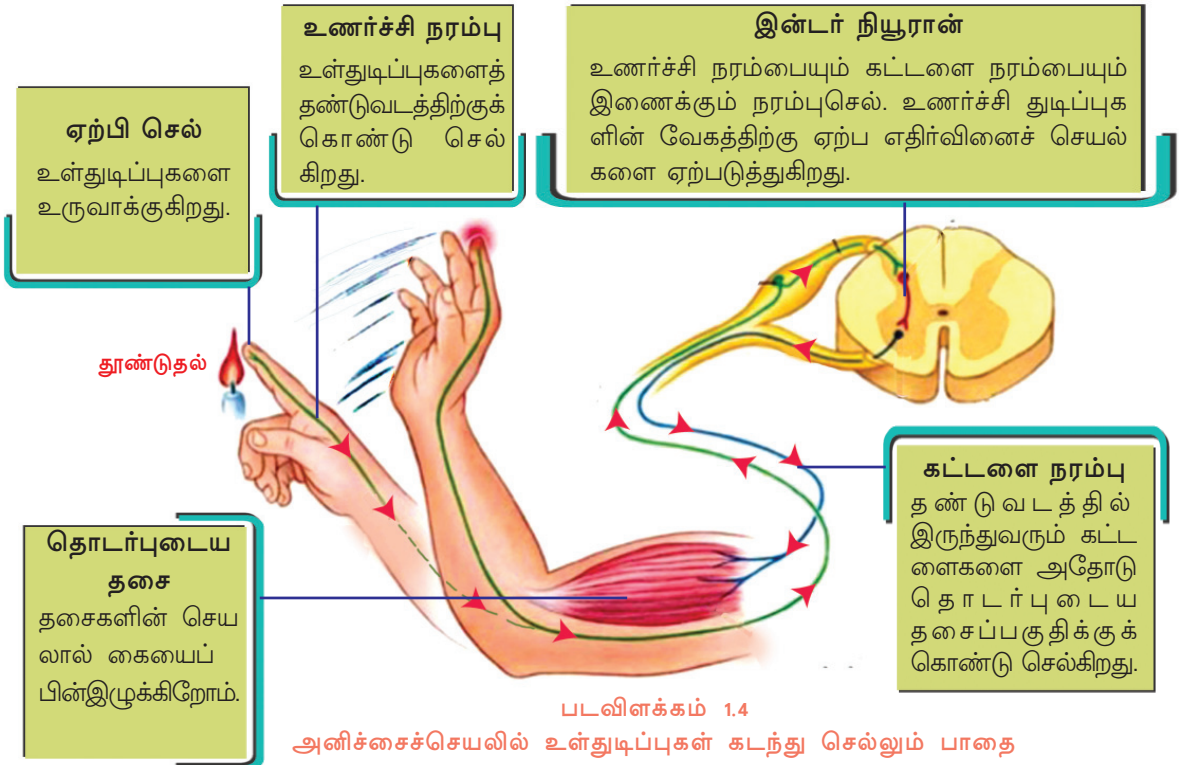 ஏற்பி செல்
உள்துடிப்புகளை
உருவாக்குகிறது.
உணர்ச்சி நரம்பு
உள்துடிப்புகளைத்
தண்டுவடத்திற்குக்
கொண்டு செல்
கிறது.
இன்டர் நியூரான்
உணர்ச்சி நரம்பையும் கட்டளை நரம்பையும்
இணைக்கும் நரம்புசெல். உணர்ச்சி துடிப்புக
ளின் வேகத்திற்கு ஏற்ப எதிர்வினைச் செயல்
களை ஏற்படுத்துகிறது.
தூண்டுதல்
தொடர்புடைய
தசை
தசைகளின் செய
லால் கையைப்
பின்இழுக்கிறோம்.
கட்டளை நரம்பு
தண்டுவடத்தில்
இருந்துவரும் கட்ட
ளைகளை அதோடு
தொடர்புடைய
தசைப்பகுதிக்குக்
கொண்டு செல்கிறது.
படவிளக்கம் 1.4
அனிச்சைச்செயலில் உள்துடிப்புகள் கடந்து செல்லும் பாதை